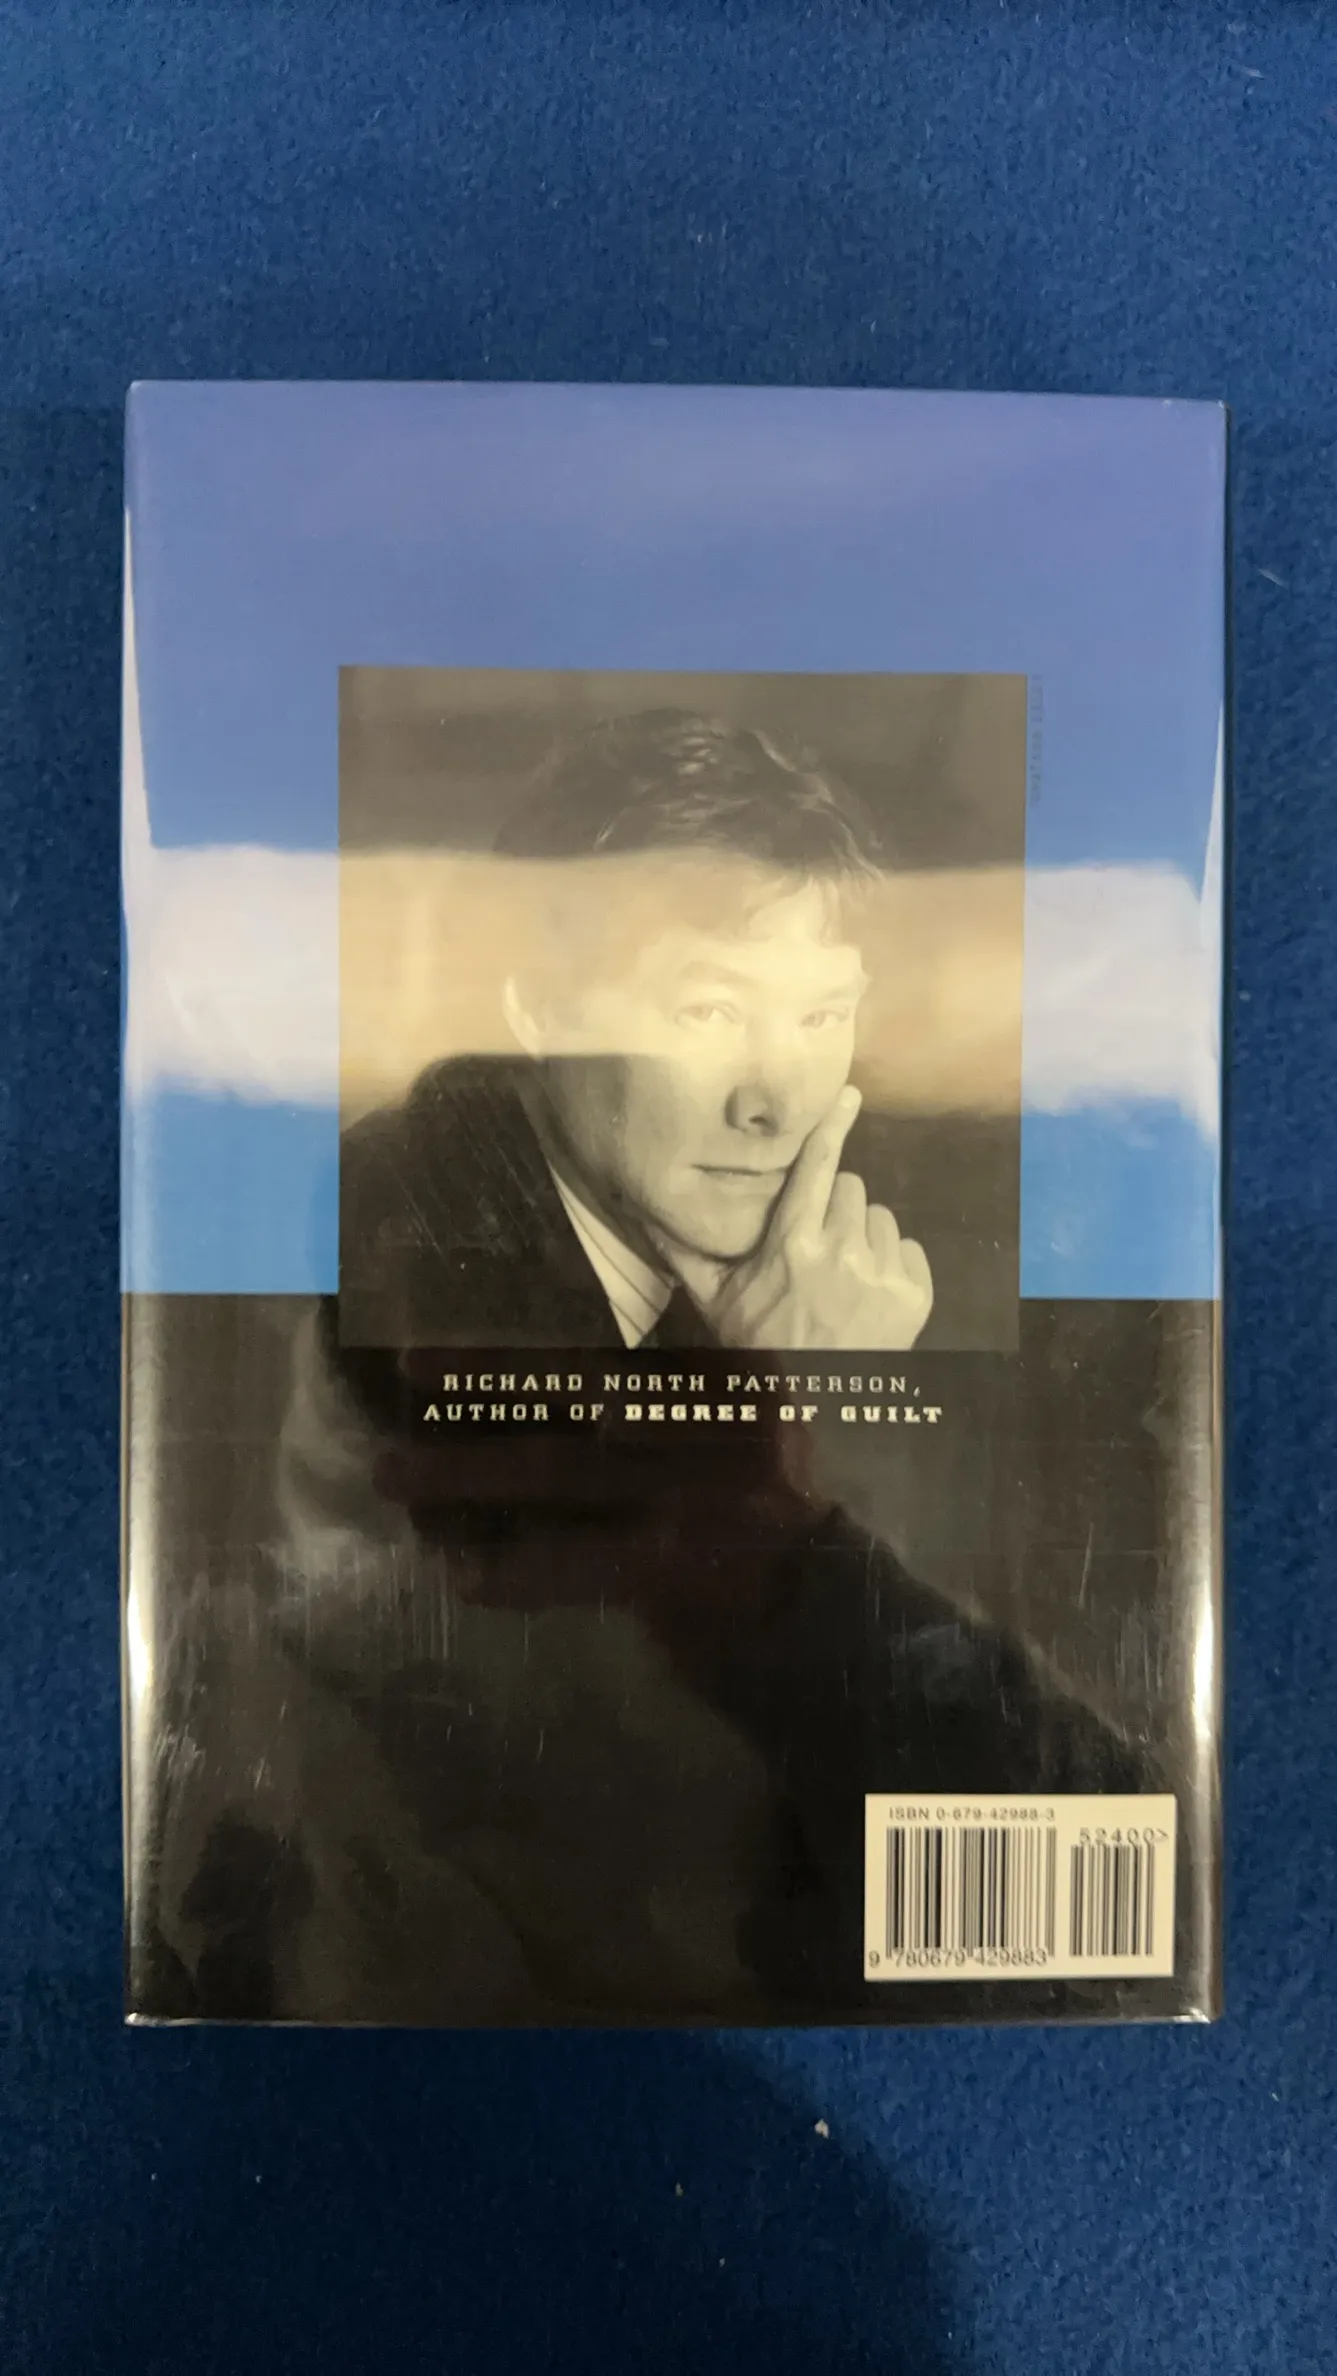 RICHARD NORTH PATTERSON,
AUTHOR OF DEGREE OF GUILT
ISBN 0-679-42988-3
52400>
9 780679 429883